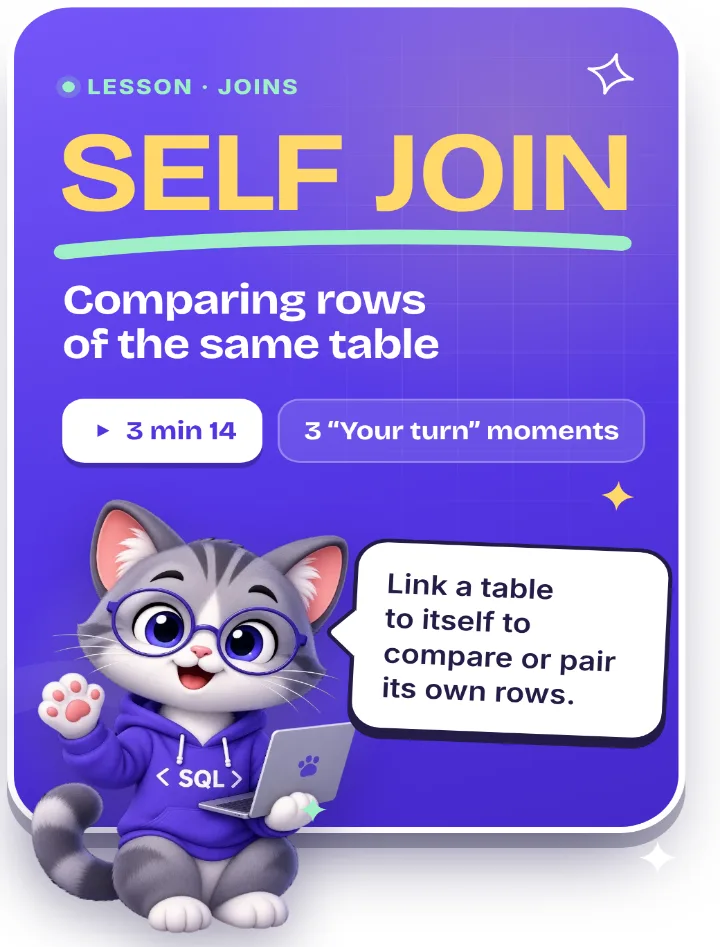 LESSON · JOINS
SELF JOIN
Comparing rows
of the same table
3 min 14
3 “Your turn” moments
Link a table
to itself to
compare or pair
its own rows.
< SQL >